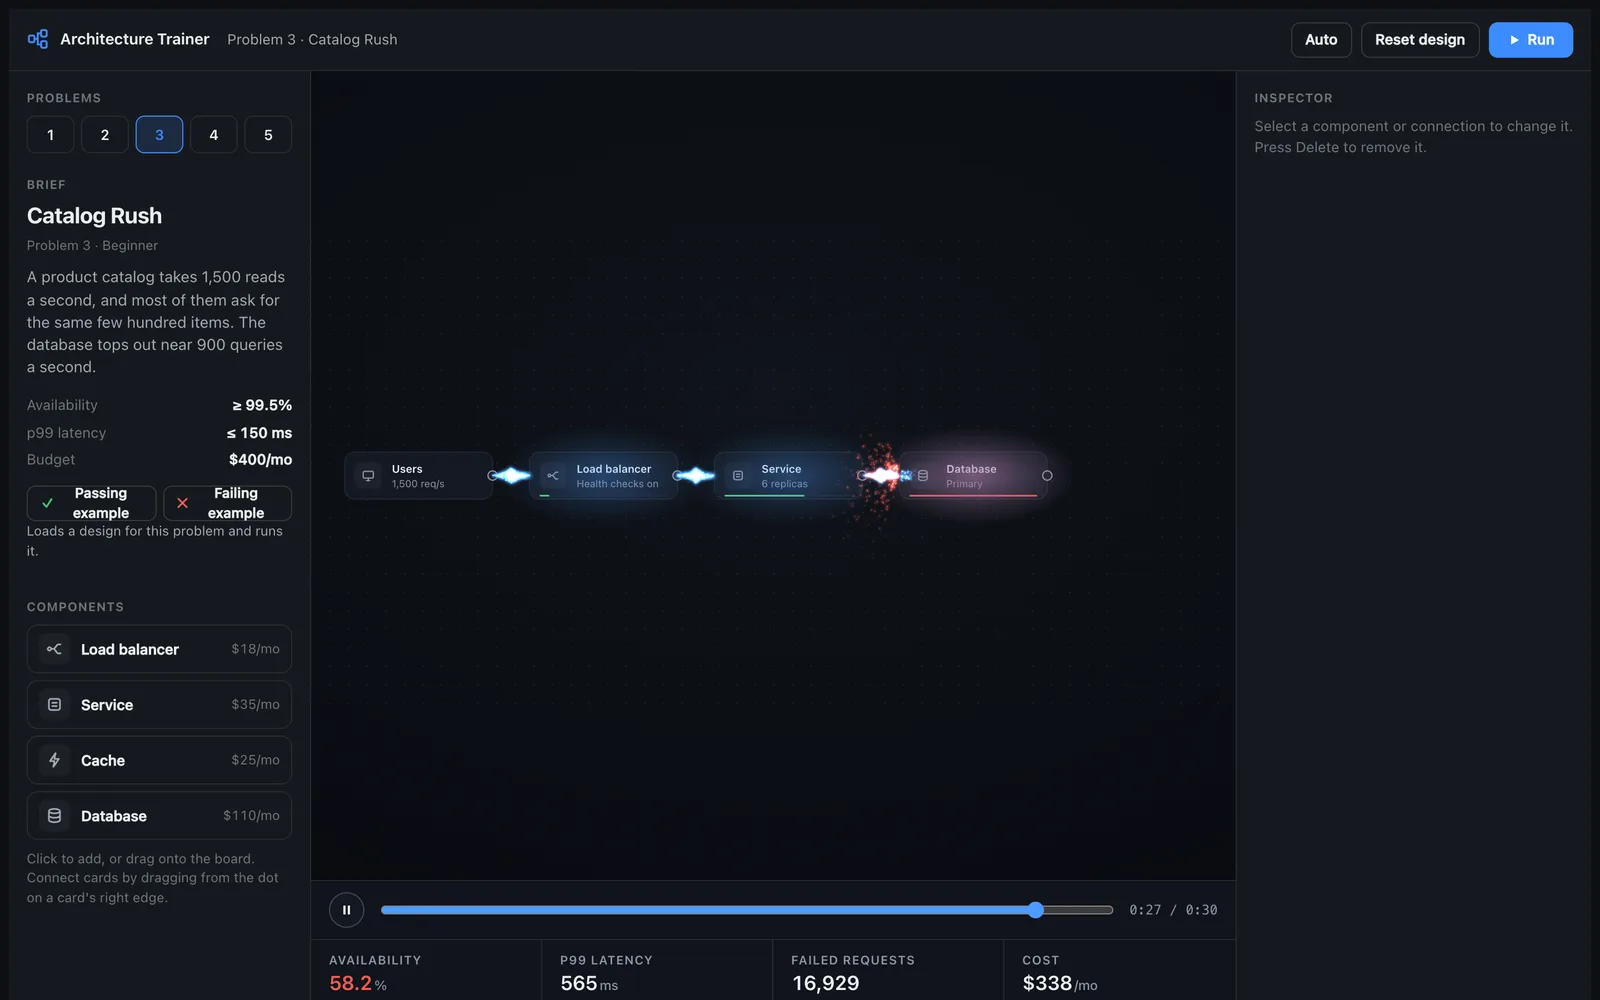 Architecture Trainer
Problem 3 · Catalog Rush
Auto
Reset design
Run
PROBLEMS
1
2
3
4
5
BRIEF
Catalog Rush
Problem 3 · Beginner
A product catalog takes 1,500 reads
a second, and most of them ask for
the same few hundred items. The
database tops out near 900 queries
a second.
Availability
≥ 99.5%
p99 latency
≤ 150 ms
Budget
$400/mo
Passing
example
Failing
example
Loads a design for this problem and runs
it.
COMPONENTS
Load balancer
$18/mo
Service
$35/mo
Cache
$25/mo
Database
$110/mo
Click to add, or drag onto the board.
Connect cards by dragging from the dot
on a card's right edge.
Users
1,500 req/s
Load balancer
Health checks on
Service
6 replicas
Database
Primary
0:27 / 0:30
AVAILABILITY
58.2%
P99 LATENCY
565 ms
FAILED REQUESTS
16,929
COST
$338/mo
INSPECTOR
Select a component or connection to change it.
Press Delete to remove it.